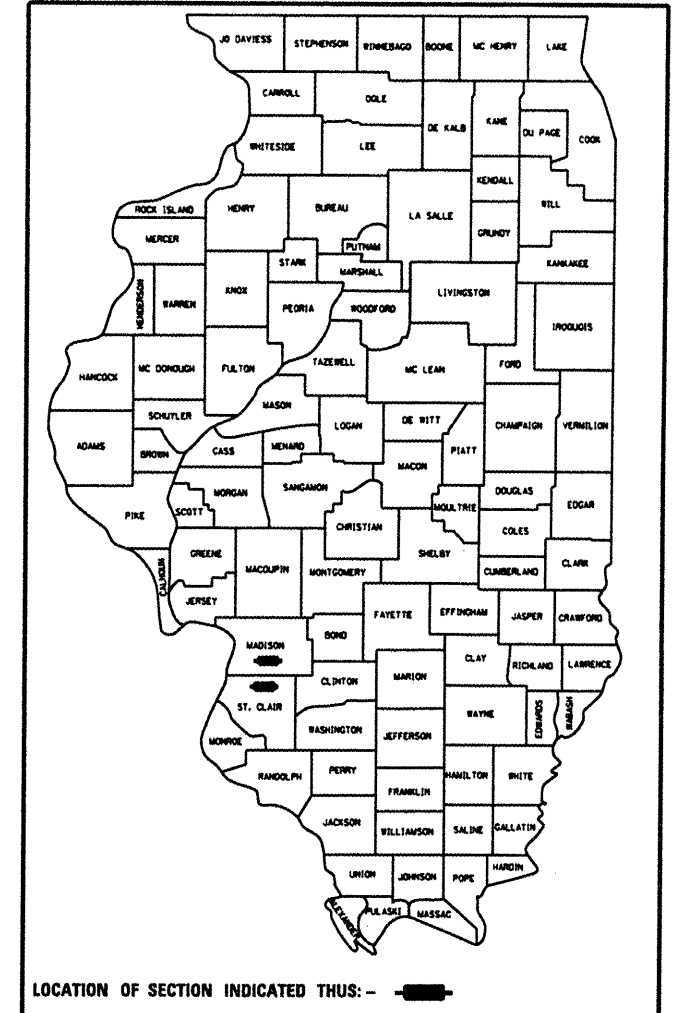 JO DAVIESS STEPHENSON WINNEBAGO BOONE MC HENRY LAKE
CARROLL OGLE DE KALB KANE DU PAGE COOK
WHITESIDE LEE
KENDALL
ROCK ISLAND HENRY BUREAU LA SALLE WILL
MERCER PUTNAM GRUNDY
STARK MARSHALL KANKAKEE
HENDERSON WARREN KNOX PEORIA WOODFORD LIVINGSTON IROQUOIS
HANCOCK MC DONOUGH FULTON TAZEWELL MC LEAN FORD
SCHUYLER MASON
ADAMS BROWN CASS MENARD LOGAN DE WITT PIATT CHAMPAIGN VERMILION
MACON
PIKE SCOTT MORGAN SANGAMON MOULTRIE DOUGLAS EDGAR
CHRISTIAN COLES
CALHOUN GREENE MACOUPIN MONTGOMERY SHELBY CUMBERLAND CLARK
JERSEY FAYETTE EFFINGHAM JASPER CRAWFORD
MADISON BOND
CLINTON MARION CLAY RICHLAND LAWRENCE
ST. CLAIR WAYNE EDWARDS WABASH
MONROE WASHINGTON JEFFERSON
RANDOLPH PERRY HAMILTON WHITE
FRANKLIN
JACKSON WILLIAMSON SALINE GALLATIN
UNION JOHNSON POPE HARDIN
ALEXANDER PULASKI MASSAC
LOCATION OF SECTION INDICATED THUS: -